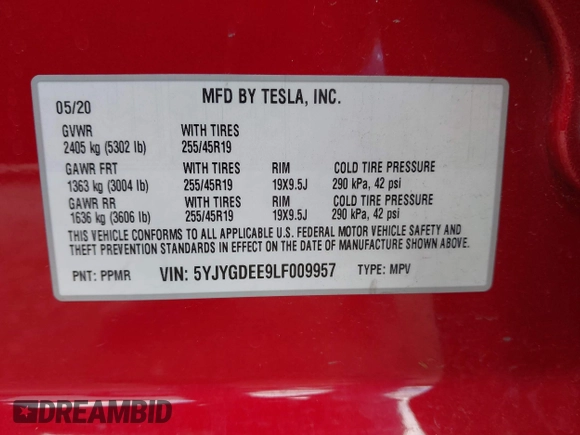 MFD BY TESLA, INC.
05/20
GVWR WITH TIRES
2405 kg (5302 lb) 255/45R19
GAWR FRT WITH TIRES RIM COLD TIRE PRESSURE
1363 kg (3004 lb) 255/45R19 19X9.5J 290 kPa, 42 psi
GAWR RR WITH TIRES RIM COLD TIRE PRESSURE
1636 kg (3606 lb) 255/45R19 19X9.5J 290 kPa, 42 psi
THIS VEHICLE CONFORMS TO ALL APPLICABLE U.S. FEDERAL MOTOR VEHICLE SAFETY AND
THEFT PREVENTION STANDARDS IN EFFECT ON THE DATE OF MANUFACTURE SHOWN ABOVE.
PNT: PPMR VIN: 5YJYGDEE9LF009957 TYPE: MPV
DREAMBID